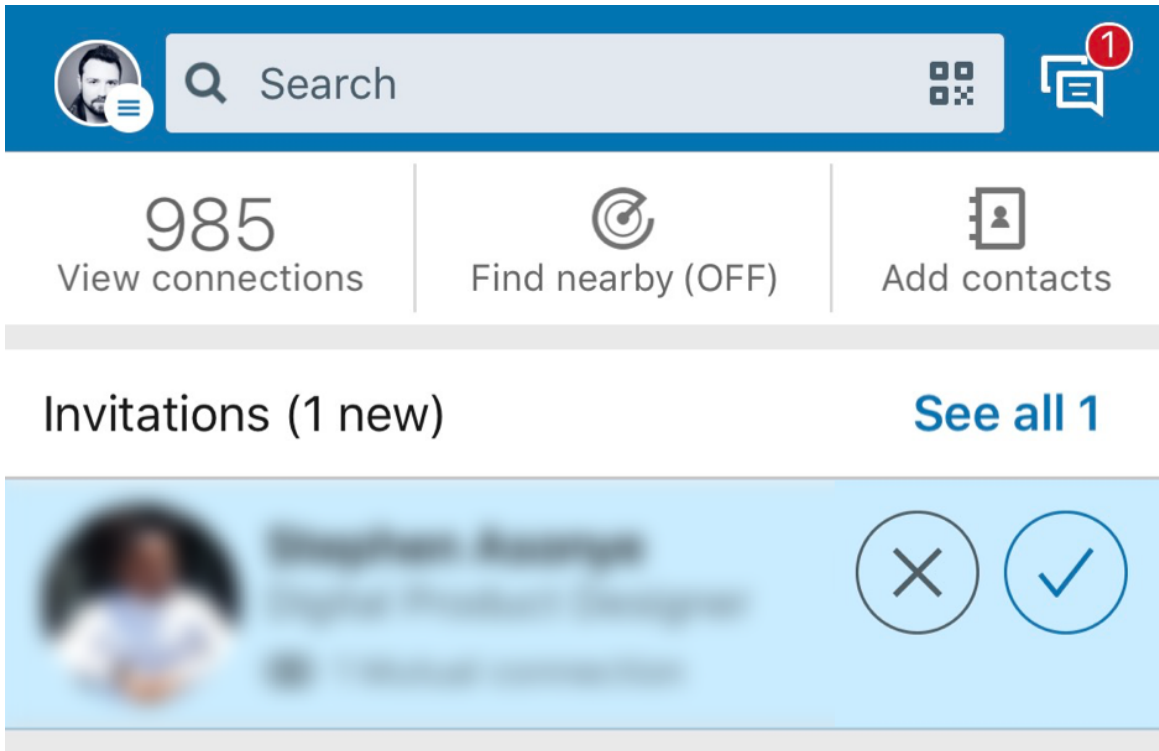 Search
1
985
View connections
Find nearby (OFF)
Add contacts
Invitations (1 new)
See all 1